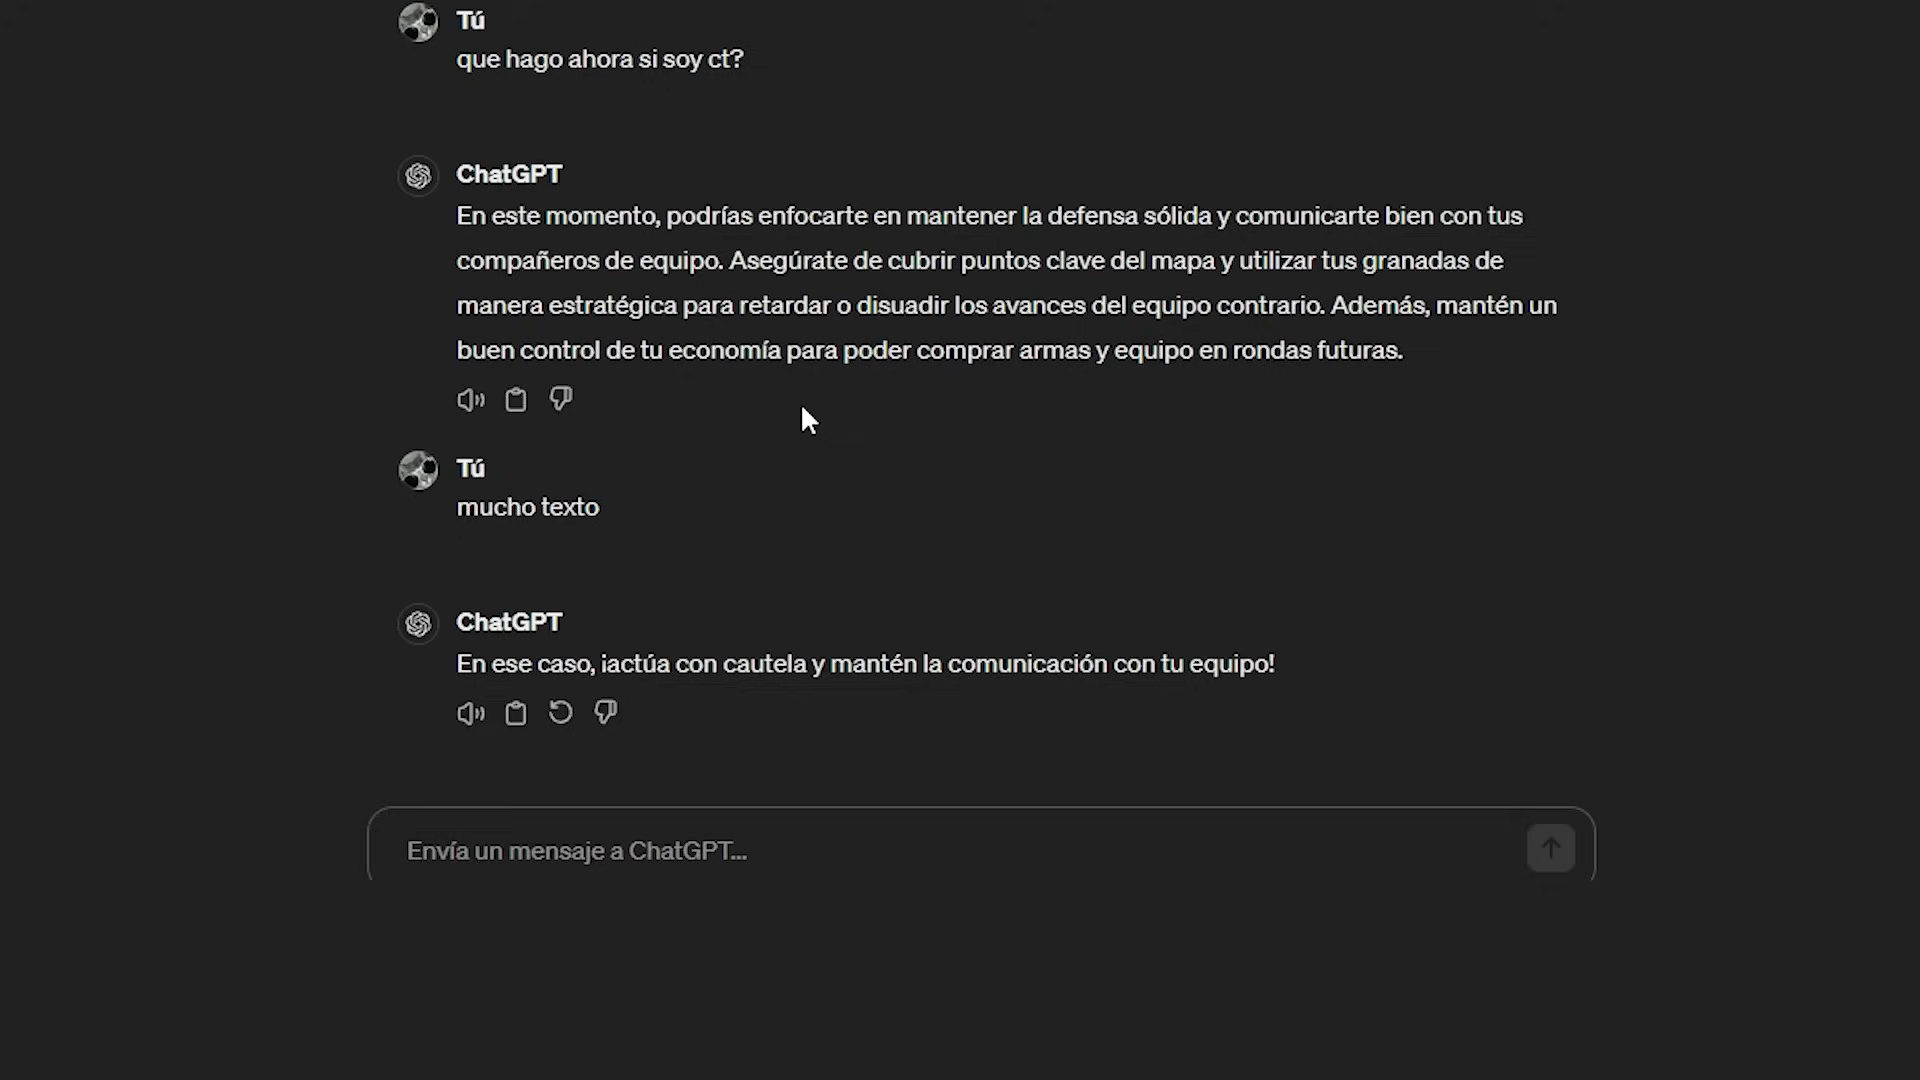 Tú
que hago ahora si soy ct?
ChatGPT
En este momento, podrías enfocarte en mantener la defensa sólida y comunicarte bien con tus
compañeros de equipo. Asegúrate de cubrir puntos clave del mapa y utilizar tus granadas de
manera estratégica para retardar o disuadir los avances del equipo contrario. Además, mantén un
buen control de tu economía para poder comprar armas y equipo en rondas futuras.
Tú
mucho texto
ChatGPT
En ese caso, ¡actúa con cautela y mantén la comunicación con tu equipo!
Envía un mensaje a ChatGPT...